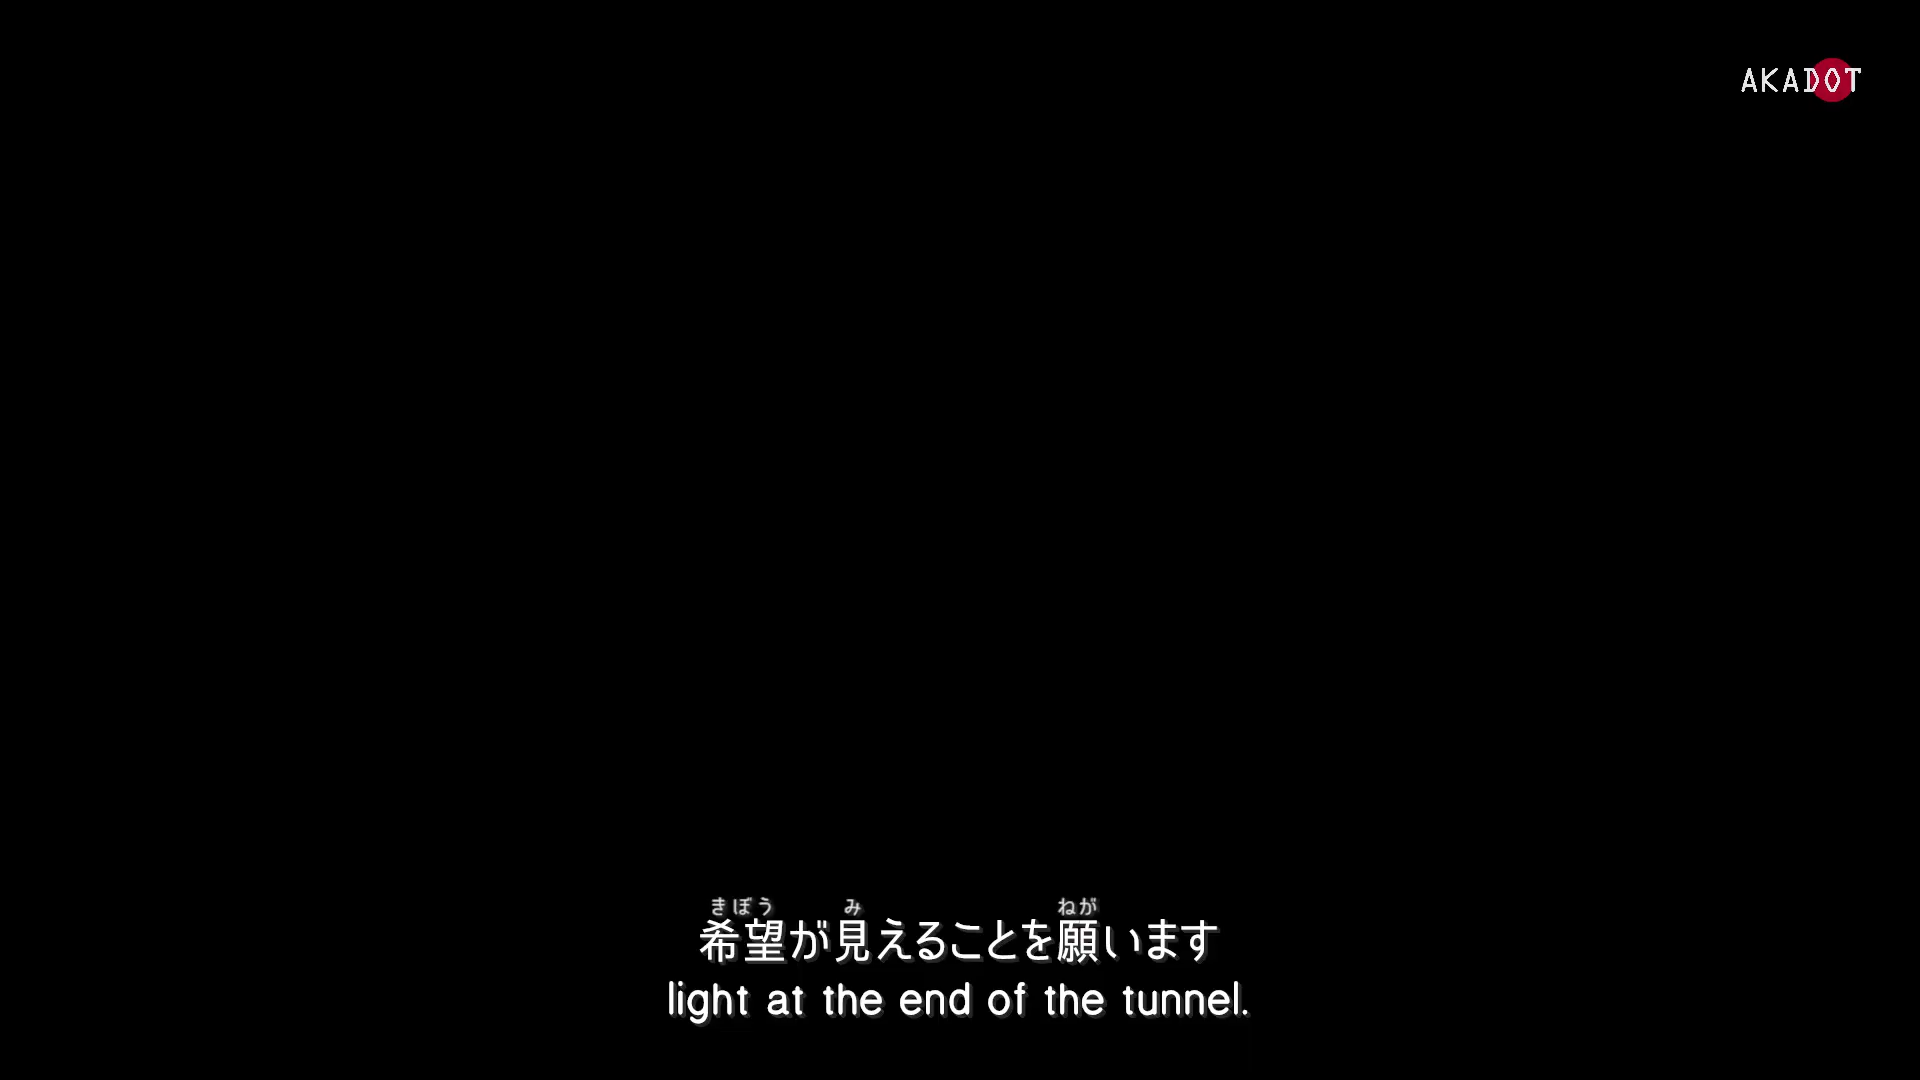 AKADOT
きぼう み ねが
希望が見えることを願います
light at the end of the tunnel.